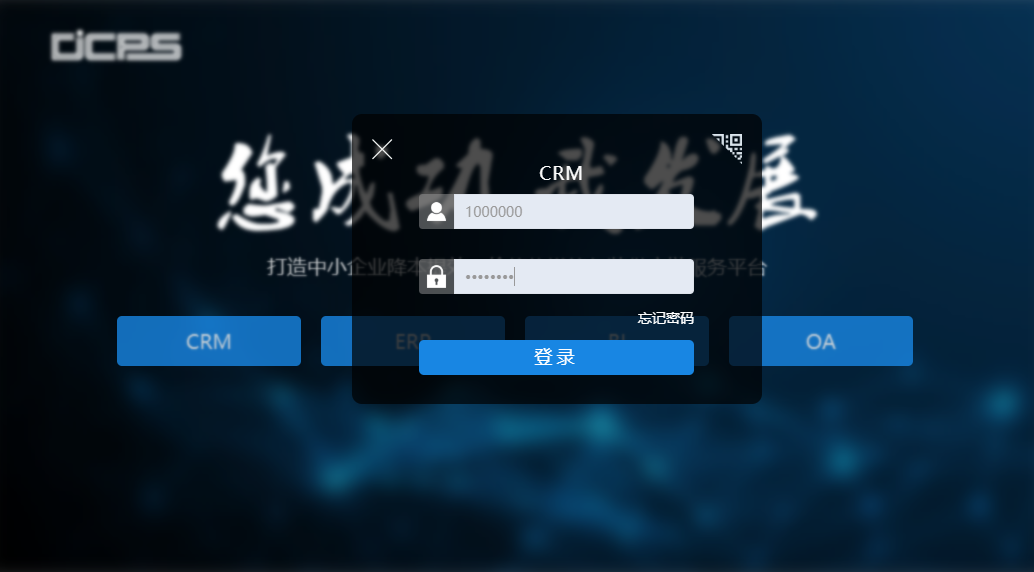 DCPS
您成功 我发展
CRM
1000000
••••••••
打造中小企业降本
服务平台
忘记密码
CRM
ERP
BI
OA
登录